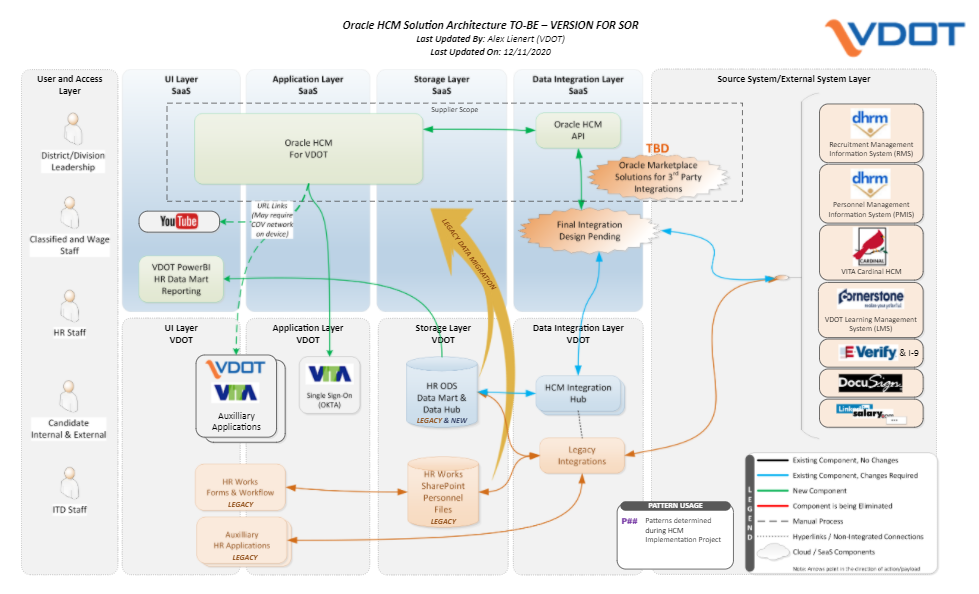 Oracle HCM Solution Architecture TO-BE – VERSION FOR SOR
Last Updated By: Alex Lienert (VDOT)
Last Updated On: 12/11/2020
VDOT
User and Access
Layer
District/Division
Leadership
Classified and Wage
Staff
HR Staff
Candidate
Internal & External
ITD Staff
UI Layer
SaaS
Application Layer
SaaS
Storage Layer
SaaS
Data Integration Layer
SaaS
Source System/External System Layer
Supplier Scope
Oracle HCM
For VDOT
Oracle HCM
API
TBD
Oracle Marketplace
Solutions for 3rd Party
Integrations
YouTube
URL Links
(May require
COV network
on device)
LEGACY DATA MIGRATION
Final Integration
Design Pending
VDOT PowerBI
HR Data Mart
Reporting
UI Layer
VDOT
Application Layer
VDOT
Storage Layer
VDOT
Data Integration Layer
VDOT
VDOT
VITA
Auxilliary
Applications
VITA
Single Sign-On
(OKTA)
HR ODS
Data Mart &
Data Hub
LEGACY & NEW
HCM Integration
Hub
Legacy
Integrations
HR Works
Forms & Workflow
LEGACY
HR Works
SharePoint
Personnel
Files
LEGACY
Auxilliary
HR Applications
LEGACY
dhrm
Recruitment Management
Information System (RMS)
dhrm
Personnel Management
Information System (PMIS)
CARDINAL
VITA Cardinal HCM
Cornerstone
VDOT Learning Management
System (LMS)
E Verify & I-9
DocuSign
LinkedIn
salary.com
PATTERN USAGE
P## Patterns determined
during HCM
Implementation Project
LEGEND
Existing Component, No Changes
Existing Component, Changes Required
New Component
Component is being Eliminated
Manual Process
Hyperlinks / Non-Integrated Connections
Cloud / SaaS Components
Note: Arrows point in the direction of action/payload